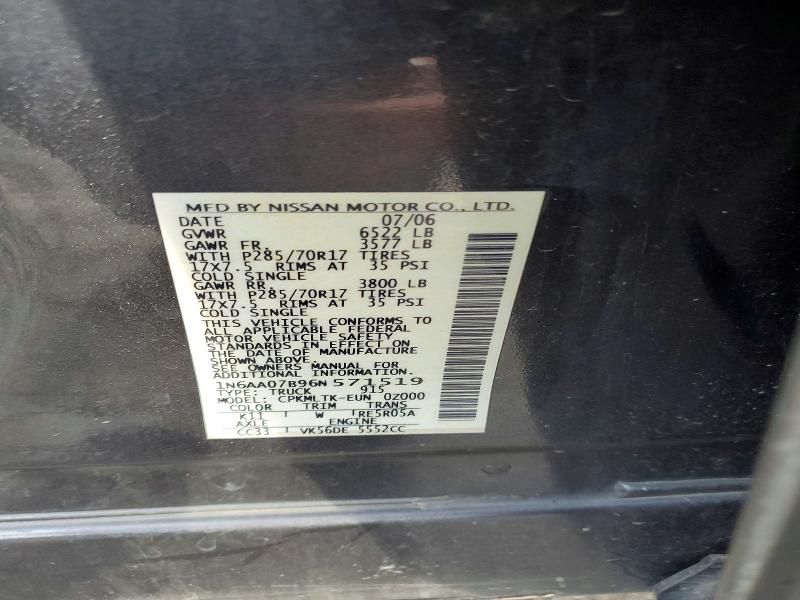 MFD BY NISSAN MOTOR CO., LTD.
DATE 07/06
GVWR 6522 LB
GAWR FR. 3577 LB
WITH P285/70R17 TIRES
17X7.5 RIMS AT 35 PSI
COLD SINGLE
GAWR RR. 3800 LB
WITH P285/70R17 TIRES
17X7.5 RIMS AT 35 PSI
COLD SINGLE
THIS VEHICLE CONFORMS TO
ALL APPLICABLE FEDERAL
MOTOR VEHICLE SAFETY
STANDARDS IN EFFECT ON
THE DATE OF MANUFACTURE
SHOWN ABOVE.
SEE OWNERS MANUAL FOR
ADDITIONAL INFORMATION.
1N6AA07B96N571519
TYPE: TRUCK 915
MODEL: CPKMLTK-EUN 0Z000
COLOR TRIM TRANS
K11 W RE5R05A
AXLE ENGINE
CC33 VK56DE 5552CC